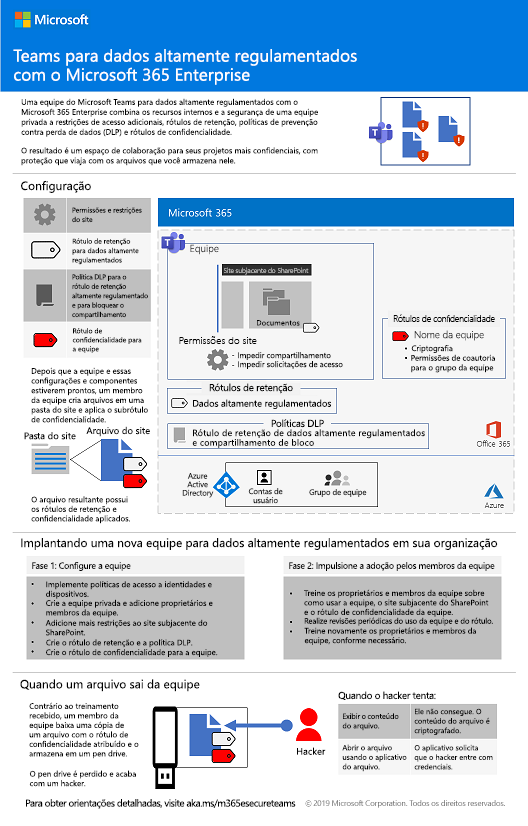 Microsoft
Teams para dados altamente regulamentados
com o Microsoft 365 Enterprise
Uma equipe do Microsoft Teams para dados altamente regulamentados com o
Microsoft 365 Enterprise combina os recursos internos e a segurança de uma equipe
privada a restrições de acesso adicionais, rótulos de retenção, políticas de prevenção
contra perda de dados (DLP) e rótulos de confidencialidade.
O resultado é um espaço de colaboração para seus projetos mais confidenciais, com
proteção que viaja com os arquivos que você armazena nele.
Configuração
Permissões e restrições
do site
Rótulo de retenção
para dados altamente
regulamentados
Política DLP para o
rótulo de retenção
altamente regulamentado
e para bloquear o
compartilhamento
Rótulo de
confidencialidade para
a equipe
Depois que a equipe e essas
configurações e componentes
estiverem prontos, um membro
da equipe cria arquivos em uma
pasta do site e aplica o subrótulo
de confidencialidade.
Arquivo do site
Pasta do site
O arquivo resultante possui
os rótulos de retenção e
confidencialidade aplicados.
Microsoft 365
Equipe
Site subjacente do SharePoint
Documentos
Permissões do site
- Impedir compartilhamento
- Impedir solicitações de acesso
Rótulos de confidencialidade
Nome da equipe
• Criptografia
• Permissões de coautoria
para o grupo da equipe
Rótulos de retenção
Dados altamente regulamentados
Políticas DLP
Rótulo de retenção de dados altamente regulamentados
e compartilhamento de bloco
Office 365
Azure
Active
Directory
Contas de
usuário
Grupo de equipe
Azure
Implantando uma nova equipe para dados altamente regulamentados em sua organização
Fase 1: Configure a equipe
• Implemente políticas de acesso a identidades e
dispositivos.
• Crie a equipe privada e adicione proprietários e
membros da equipe.
• Adicione mais restrições ao site subjacente do
SharePoint.
• Crie o rótulo de retenção e a política DLP.
• Crie o rótulo de confidencialidade para a equipe.
Fase 2: Impulsione a adoção pelos membros da equipe
• Treine os proprietários e membros da equipe sobre
como usar a equipe, o site subjacente do SharePoint
e o rótulo de confidencialidade da equipe.
• Realize revisões periódicas do uso da equipe e do rótulo.
• Treine novamente os proprietários e membros da equipe,
conforme necessário.
Quando um arquivo sai da equipe
Contrário ao treinamento
recebido, um membro da
equipe baixa uma cópia de
um arquivo com o rótulo de
confidencialidade atribuído e o
armazena em um pen drive.
O pen drive é perdido e acaba
com um hacker.
Hacker
Quando o hacker tenta:
Exibir o conteúdo
do arquivo.
Ele não consegue. O
conteúdo do arquivo é
criptografado.
Abrir o arquivo
usando o aplicativo
do arquivo.
O aplicativo solicita
que o hacker entre com
credenciais.
Para obter orientações detalhadas, visite aka.ms/m365esecureteams
© 2019 Microsoft Corporation. Todos os direitos reservados.